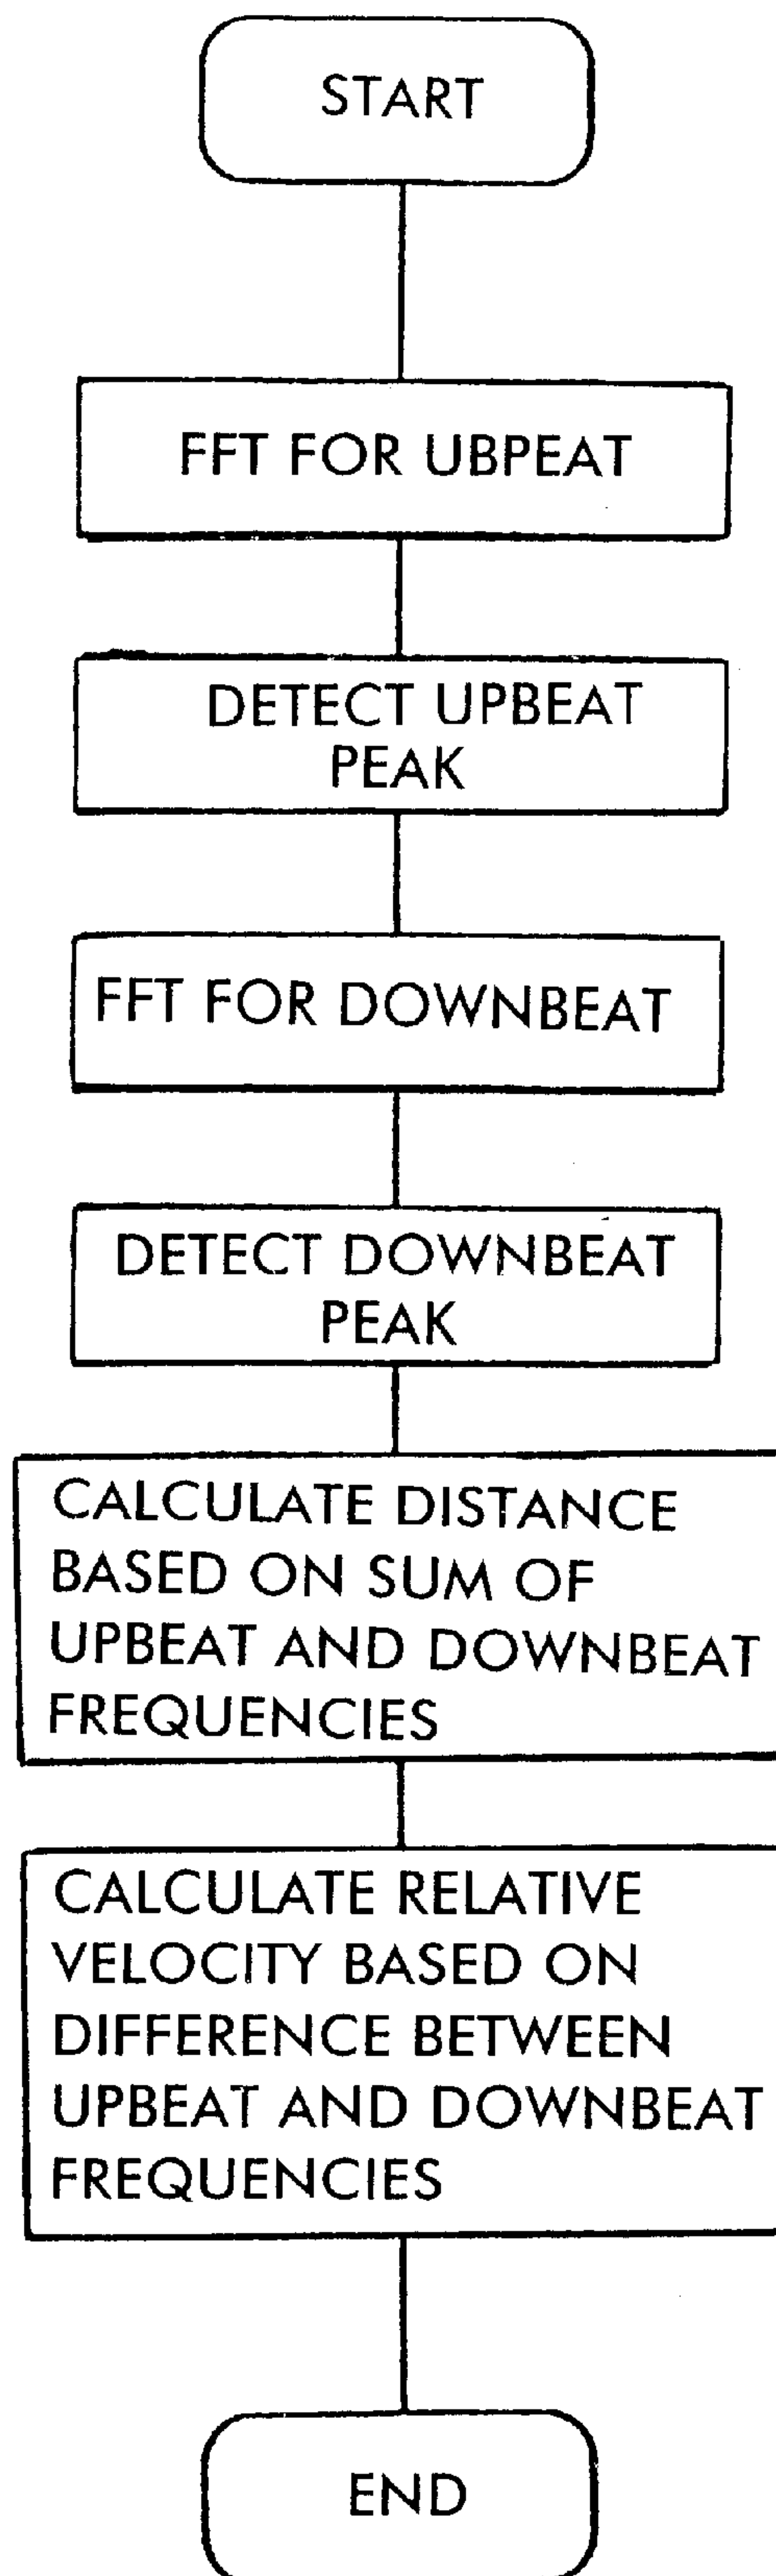 START
FFT FOR UBPEAT
DETECT UPBEAT
PEAK
FFT FOR DOWNBEAT
DETECT DOWNBEAT
PEAK
CALCULATE DISTANCE
BASED ON SUM OF
UPBEAT AND DOWNBEAT
FREQUENCIES
CALCULATE RELATIVE
VELOCITY BASED ON
DIFFERENCE BETWEEN
UPBEAT AND DOWNBEAT
FREQUENCIES
END